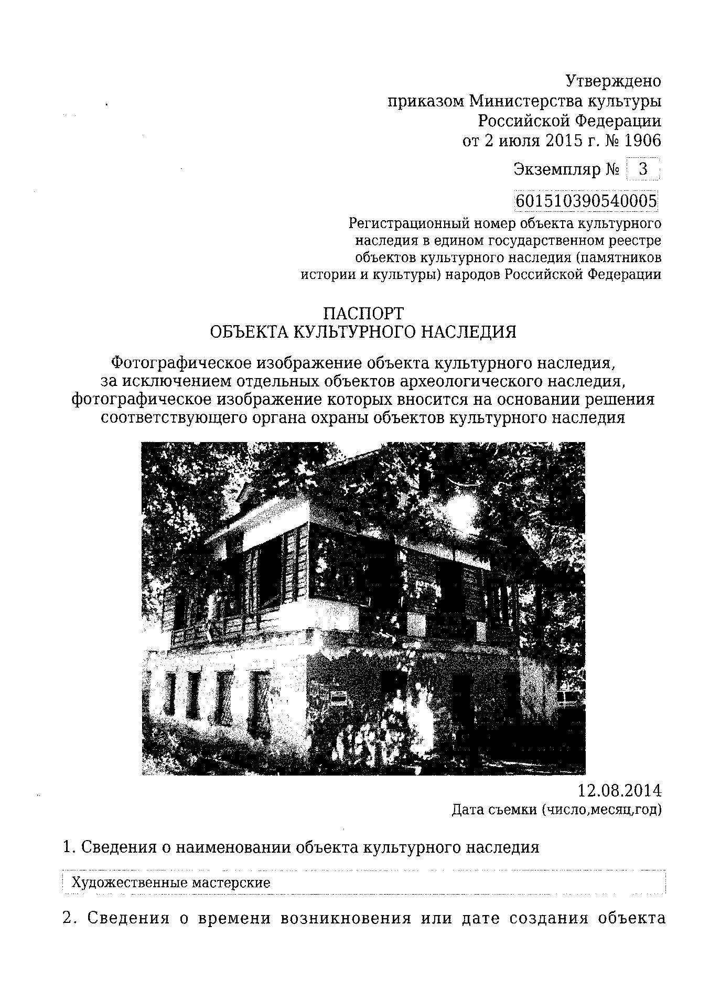 Утверждено
приказом Министерства культуры
Российской Федерации
от 2 июля 2015 г. № 1906
Экземпляр № 3
601510390540005
Регистрационный номер объекта культурного
наследия в едином государственном реестре
объектов культурного наследия (памятников
истории и культуры) народов Российской Федерации
ПАСПОРТ
ОБЪЕКТА КУЛЬТУРНОГО НАСЛЕДИЯ
Фотографическое изображение объекта культурного наследия,
за исключением отдельных объектов археологического наследия,
фотографическое изображение которых вносится на основании решения
соответствующего органа охраны объектов культурного наследия
12.08.2014
Дата съемки (число,месяц,год)
1. Сведения о наименовании объекта культурного наследия
Художественные мастерские
2. Сведения о времени возникновения или дате создания объекта